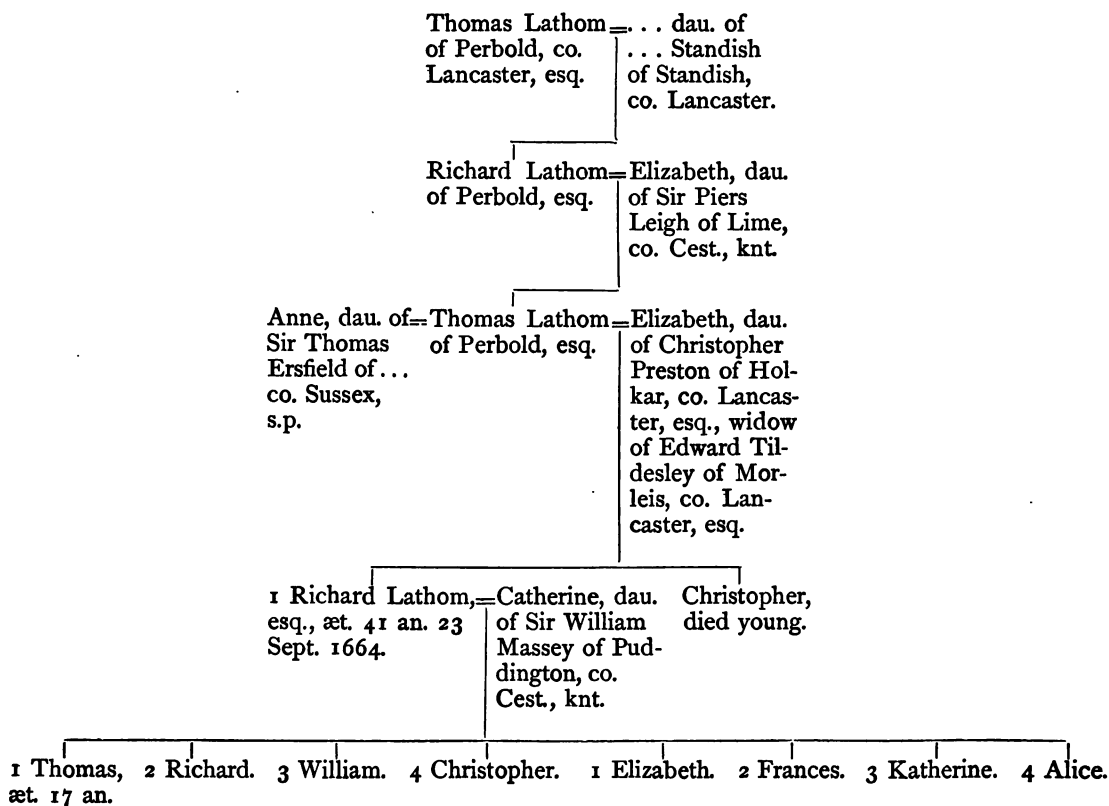 Thomas Lathom = . . . dau. of
of Perbold, co. . . . Standish
Lancaster, esq. of Standish,
co. Lancaster.
Richard Lathom = Elizabeth, dau.
of Perbold, esq. of Sir Piers
Leigh of Lime,
co. Cest., knt.
Anne, dau. of = Thomas Lathom = Elizabeth, dau.
Sir Thomas of Perbold, esq. of Christopher
Ersfield of . . . Preston of Hol-
co. Sussex, kar, co. Lancas-
s.p. ter, esq., widow
of Edward Til-
desley of Mor-
leis, co. Lan-
caster, esq.
1 Richard Lathom, = Catherine, dau. Christopher,
esq., æt. 41 an. 23 of Sir William died young.
Sept. 1664. Massey of Pud-
dington, co.
Cest., knt.
1 Thomas, 2 Richard. 3 William. 4 Christopher. 1 Elizabeth. 2 Frances. 3 Katherine. 4 Alice.
æt. 17 an.